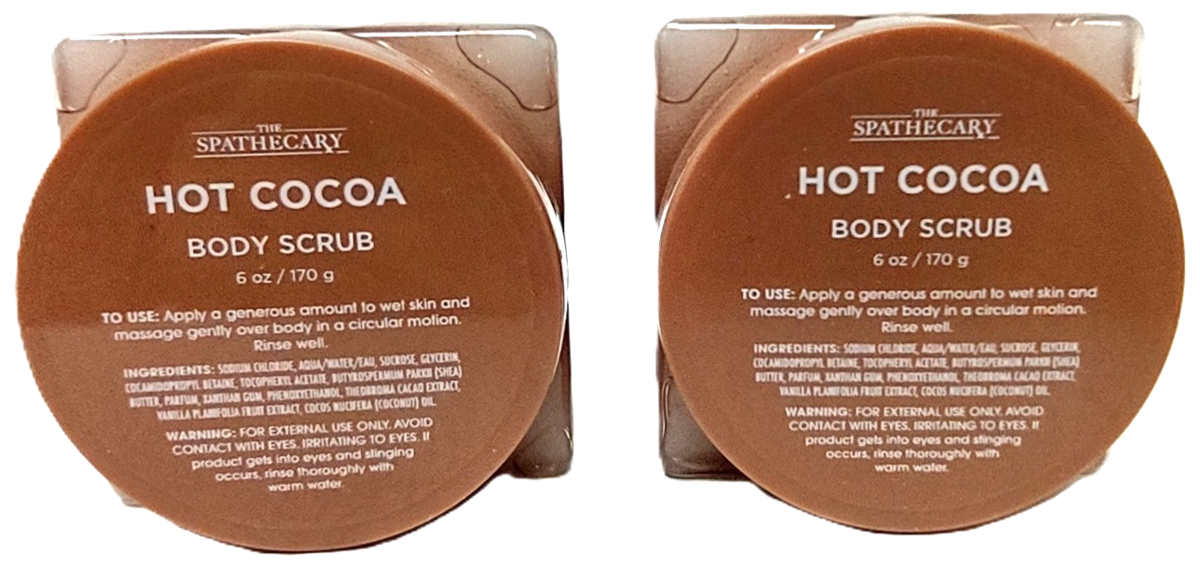 THE
SPATHECARY
HOT COCOA
BODY SCRUB
6 oz / 170 g
TO USE: Apply a generous amount to wet skin and
massage gently over body in a circular motion.
Rinse well.
INGREDIENTS: SODIUM CHLORIDE, AQUA/WATER/EAU, SUCROSE, GLYCERIN,
COCAMIDOPROPYL BETAINE, TOCOPHERYL ACETATE, BUTYROSPERMUM PARKII (SHEA)
BUTTER, PARFUM, XANTHAN GUM, PHENOXYETHANOL, THEOBROMA CACAO EXTRACT,
VANILLA PLANIFOLIA FRUIT EXTRACT, COCOS NUCIFERA (COCONUT) OIL.
WARNING: FOR EXTERNAL USE ONLY. AVOID
CONTACT WITH EYES. IRRITATING TO EYES. If
product gets into eyes and stinging
occurs, rinse thoroughly with
warm water.
THE
SPATHECARY
HOT COCOA
BODY SCRUB
6 oz / 170 g
TO USE: Apply a generous amount to wet skin and
massage gently over body in a circular motion.
Rinse well.
INGREDIENTS: SODIUM CHLORIDE, AQUA/WATER/EAU, SUCROSE, GLYCERIN,
COCAMIDOPROPYL BETAINE, TOCOPHERYL ACETATE, BUTYROSPERMUM PARKII (SHEA)
BUTTER, PARFUM, XANTHAN GUM, PHENOXYETHANOL, THEOBROMA CACAO EXTRACT,
VANILLA PLANIFOLIA FRUIT EXTRACT, COCOS NUCIFERA (COCONUT) OIL.
WARNING: FOR EXTERNAL USE ONLY. AVOID
CONTACT WITH EYES. IRRITATING TO EYES. If
product gets into eyes and stinging
occurs, rinse thoroughly with
warm water.